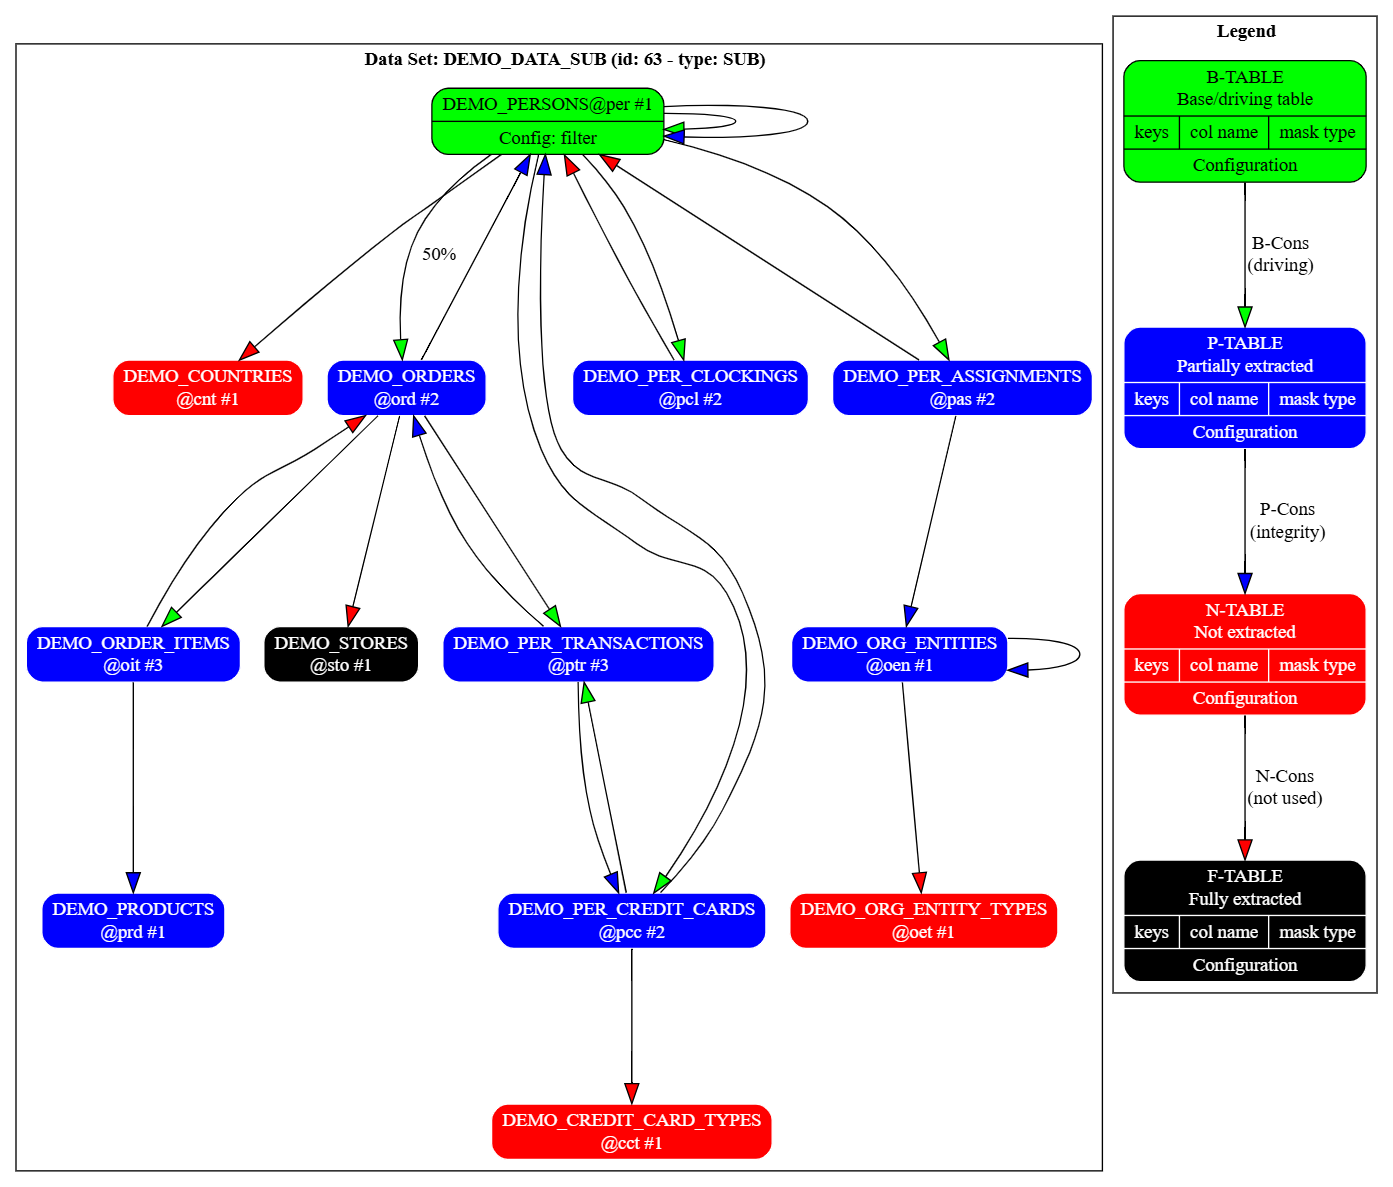 Data Set: DEMO_DATA_SUB (id: 63 - type: SUB)
DEMO_PERSONS@per #1
Config: filter
50%
DEMO_COUNTRIES
@cnt #1
DEMO_ORDERS
@ord #2
DEMO_PER_CLOCKINGS
@pcl #2
DEMO_PER_ASSIGNMENTS
@pas #2
DEMO_ORDER_ITEMS
@oit #3
DEMO_STORES
@sto #1
DEMO_PER_TRANSACTIONS
@ptr #3
DEMO_ORG_ENTITIES
@oen #1
DEMO_PRODUCTS
@prd #1
DEMO_PER_CREDIT_CARDS
@pcc #2
DEMO_ORG_ENTITY_TYPES
@oet #1
DEMO_CREDIT_CARD_TYPES
@cct #1
Legend
B-TABLE
Base/driving table
keys col name mask type
Configuration
B-Cons
(driving)
P-TABLE
Partially extracted
keys col name mask type
Configuration
P-Cons
(integrity)
N-TABLE
Not extracted
keys col name mask type
Configuration
N-Cons
(not used)
F-TABLE
Fully extracted
keys col name mask type
Configuration